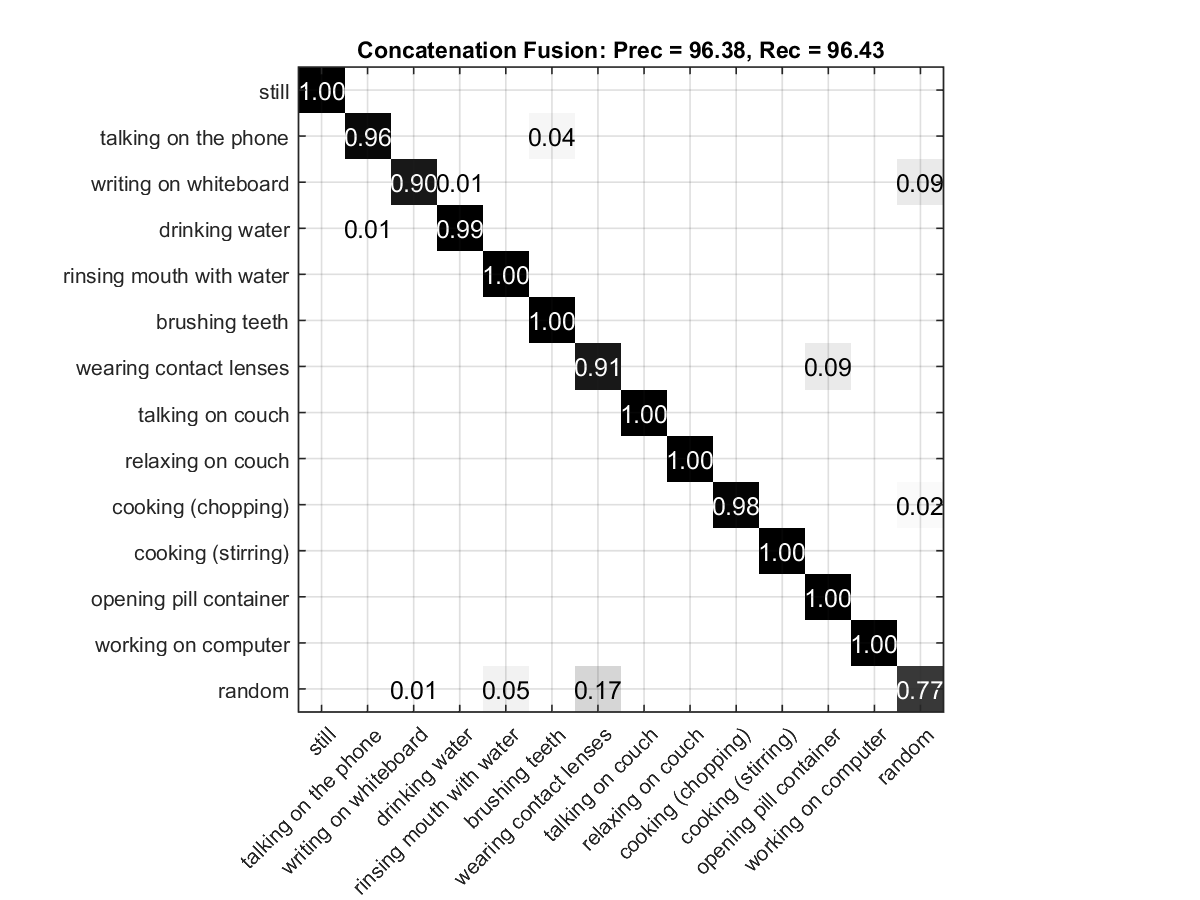 Concatenation Fusion: Prec = 96.38, Rec = 96.43
still 1.00
talking on the phone 0.96 0.04
writing on whiteboard 0.90 0.01 0.09
drinking water 0.01 0.99
rinsing mouth with water 1.00
brushing teeth 1.00
wearing contact lenses 0.91 0.09
talking on couch 1.00
relaxing on couch 1.00
cooking (chopping) 0.98 0.02
cooking (stirring) 1.00
opening pill container 1.00
working on computer 1.00
random 0.01 0.05 0.17 0.77
still
talking on the phone
writing on whiteboard
drinking water
rinsing mouth with water
brushing teeth
wearing contact lenses
talking on couch
relaxing on couch
cooking (chopping)
cooking (stirring)
opening pill container
working on computer
random